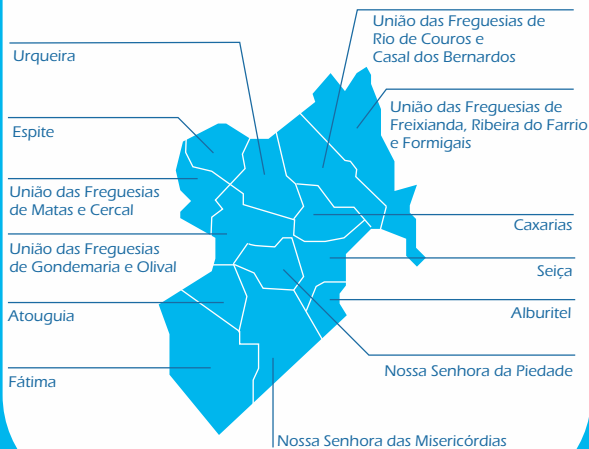 União das Freguesias de
Rio de Couros e
Casal dos Bernardos
Urqueira
União das Freguesias de
Freixianda, Ribeira do Farrio
e Formigais
Espite
União das Freguesias
de Matas e Cercal
Caxarias
União das Freguesias
de Gondemaria e Olival
Seiça
Alburitel
Atouguia
Nossa Senhora da Piedade
Fátima
Nossa Senhora das Misericórdias